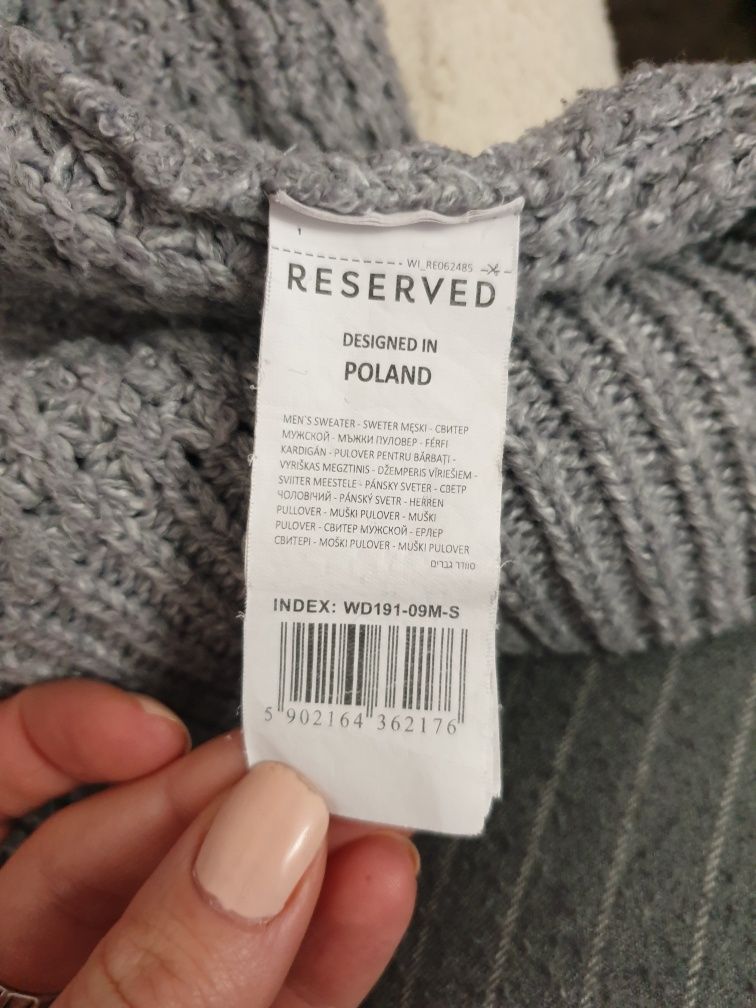 1
WI_RE062485
RESERVED
DESIGNED IN
POLAND
MEN`S SWEATER - SWETER MĘSKI - СВИТЕР
МУЖСКОЙ - МЪЖКИ ПУЛОВЕР - FÉRFI
KARDIGÁN - PULOVER PENTRU BĂRBAȚI -
VYRIŠKAS MEGZTINIS - DŽEMPERIS VĪRIEŠIEM -
SVIITER MEESTELE - PÁNSKY SVETER - СВЕТР
ЧОЛОВІЧИЙ - PÁNSKÝ SVETR - HERREN
PULLOVER - MUŠKI PULOVER - MUŠKI
PULOVER - СВИТЕР МУЖСКОЙ - ЕРЛЕР
СВИТЕРІ - MOŠKI PULOVER - MUŠKI PULOVER
סוודר גברים
INDEX: WD191-09M-S
5 902164 362176